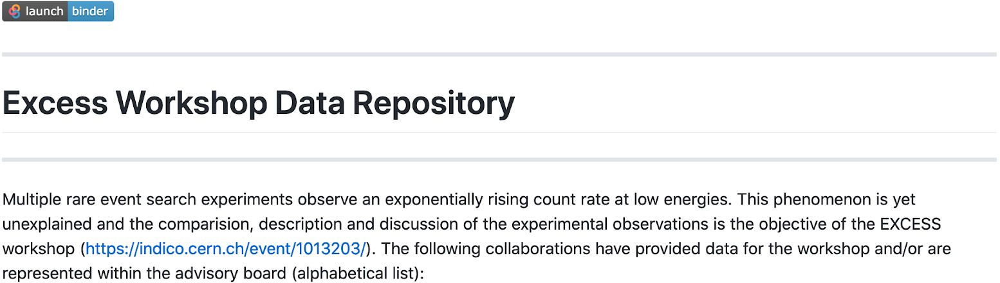 launch binder
Excess Workshop Data Repository
Multiple rare event search experiments observe an exponentially rising count rate at low energies. This phenomenon is yet
unexplained and the comparision, description and discussion of the experimental observations is the objective of the EXCESS
workshop (https://indico.cern.ch/event/1013203/). The following collaborations have provided data for the workshop and/or are
represented within the advisory board (alphabetical list):